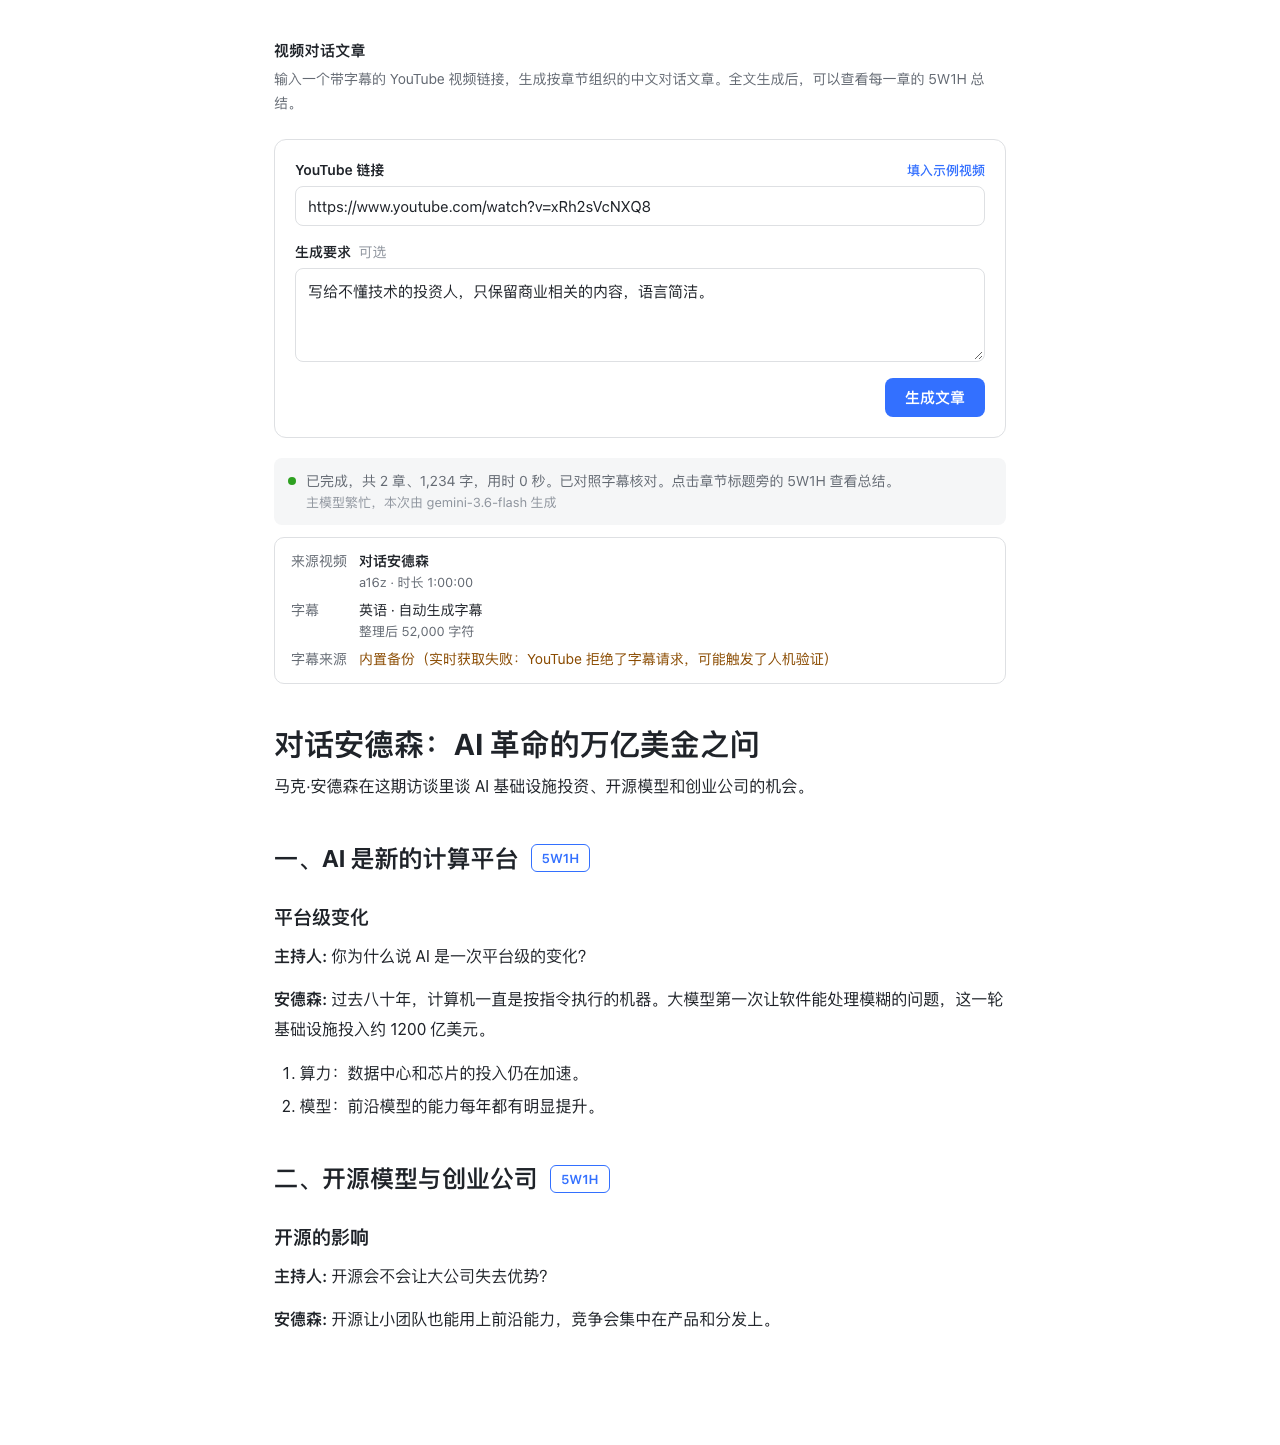 视频对话文章
输入一个带字幕的 YouTube 视频链接，生成按章节组织的中文对话文章。全文生成后，可以查看每一章的 5W1H 总
结。
YouTube 链接
填入示例视频
https://www.youtube.com/watch?v=xRh2sVcNXQ8
生成要求 可选
写给不懂技术的投资人，只保留商业相关的内容，语言简洁。
生成文章
已完成，共 2 章、1,234 字，用时 0 秒。已对照字幕核对。点击章节标题旁的 5W1H 查看总结。
主模型繁忙，本次由 gemini-3.6-flash 生成
来源视频 对话安德森
a16z · 时长 1:00:00
字幕 英语 · 自动生成字幕
整理后 52,000 字符
字幕来源 内置备份（实时获取失败：YouTube 拒绝了字幕请求，可能触发了人机验证）
对话安德森：AI 革命的万亿美金之问
马克·安德森在这期访谈里谈 AI 基础设施投资、开源模型和创业公司的机会。
一、AI 是新的计算平台 5W1H
平台级变化
主持人: 你为什么说 AI 是一次平台级的变化？
安德森: 过去八十年，计算机一直是按指令执行的机器。大模型第一次让软件能处理模糊的问题，这一轮
基础设施投入约 1200 亿美元。
1. 算力：数据中心和芯片的投入仍在加速。
2. 模型：前沿模型的能力每年都有明显提升。
二、开源模型与创业公司 5W1H
开源的影响
主持人: 开源会不会让大公司失去优势？
安德森: 开源让小团队也能用上前沿能力，竞争会集中在产品和分发上。